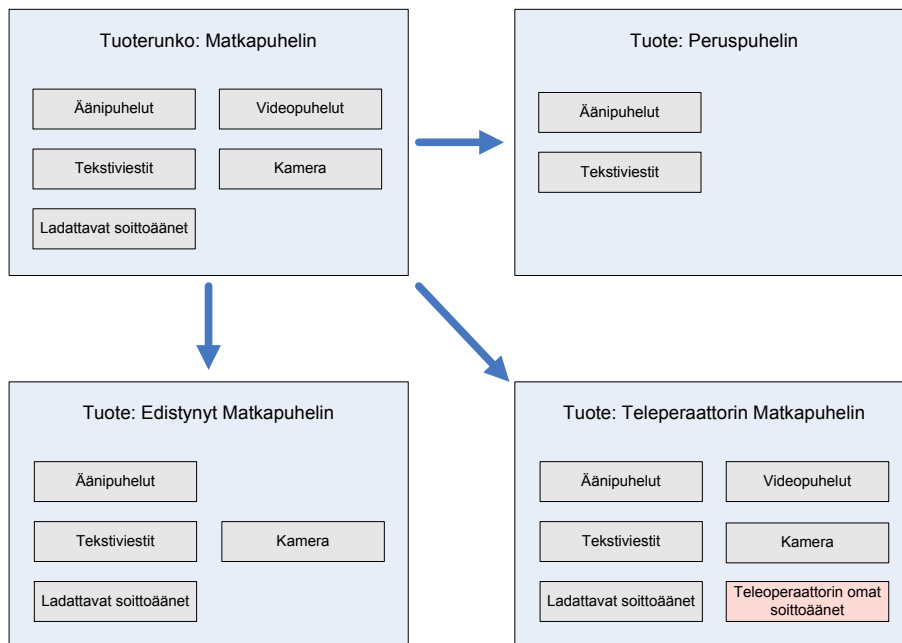 Tuoterunko: Matkapuhelin
Äänipuhelut
Videopuhelut
Tekstiviestit
Kamera
Ladattavat soittoäänet
Tuote: Peruspuhelin
Äänipuhelut
Tekstiviestit
Tuote: Edistynyt Matkapuhelin
Äänipuhelut
Tekstiviestit
Kamera
Ladattavat soittoäänet
Tuote: Teleperaattorin Matkapuhelin
Äänipuhelut
Videopuhelut
Tekstiviestit
Kamera
Ladattavat soittoäänet
Teleoperaattorin omat
soittoäänet